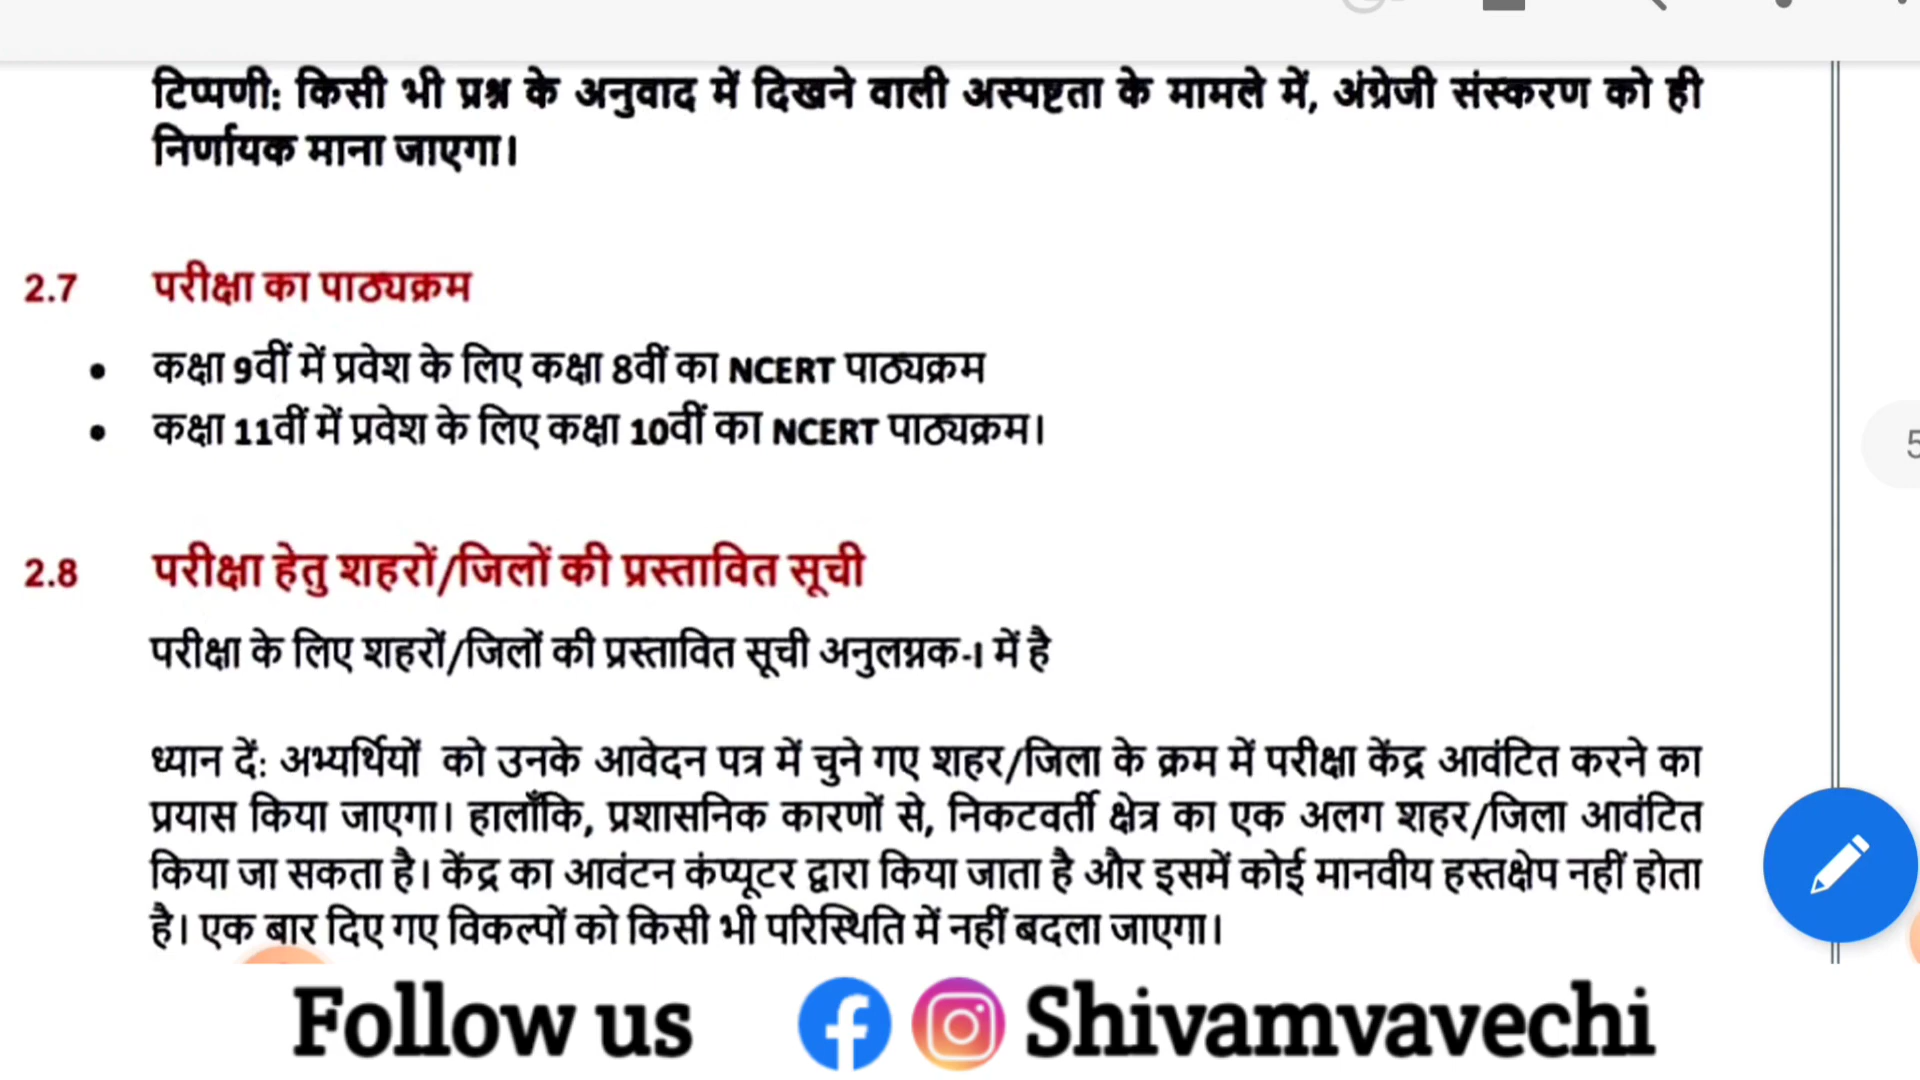 टिप्पणी: किसी भी प्रश्न के अनुवाद में दिखने वाली अस्पष्टता के मामले में, अंग्रेजी संस्करण को ही
निर्णायक माना जाएगा।
2.7 परीक्षा का पाठ्यक्रम
• कक्षा 9वीं में प्रवेश के लिए कक्षा 8वीं का NCERT पाठ्यक्रम
• कक्षा 11वीं में प्रवेश के लिए कक्षा 10वीं का NCERT पाठ्यक्रम।
5
2.8 परीक्षा हेतु शहरों/जिलों की प्रस्तावित सूची
परीक्षा के लिए शहरों/जिलों की प्रस्तावित सूची अनुलग्नक-I में है
ध्यान दें: अभ्यर्थियों को उनके आवेदन पत्र में चुने गए शहर/जिला के क्रम में परीक्षा केंद्र आवंटित करने का
प्रयास किया जाएगा। हालाँकि, प्रशासनिक कारणों से, निकटवर्ती क्षेत्र का एक अलग शहर/जिला आवंटित
किया जा सकता है। केंद्र का आवंटन कंप्यूटर द्वारा किया जाता है और इसमें कोई मानवीय हस्तक्षेप नहीं होता
है। एक बार दिए गए विकल्पों को किसी भी परिस्थिति में नहीं बदला जाएगा।
Follow us Shivamvavechi